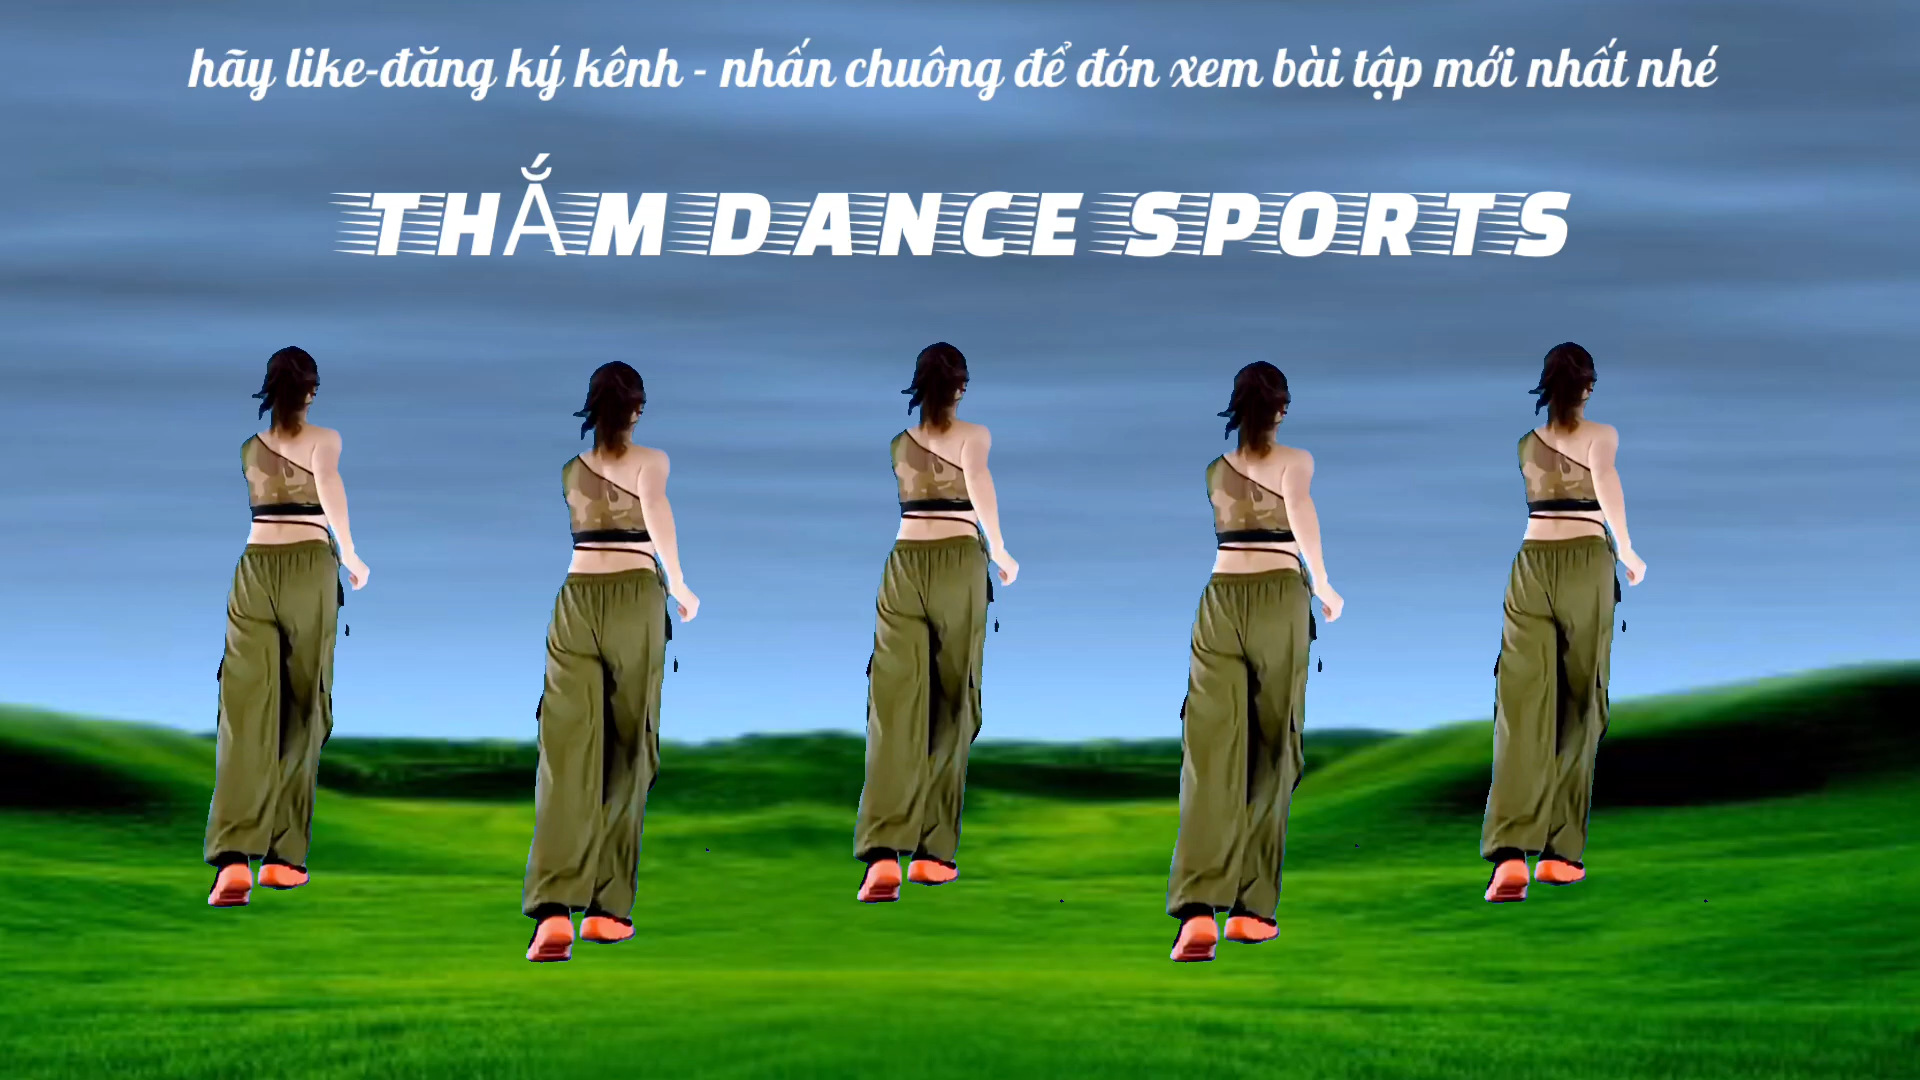 hãy like-đăng ký kênh - nhấn chuông để đón xem bài tập mới nhất nhé
THẮM DANCE SPORTS